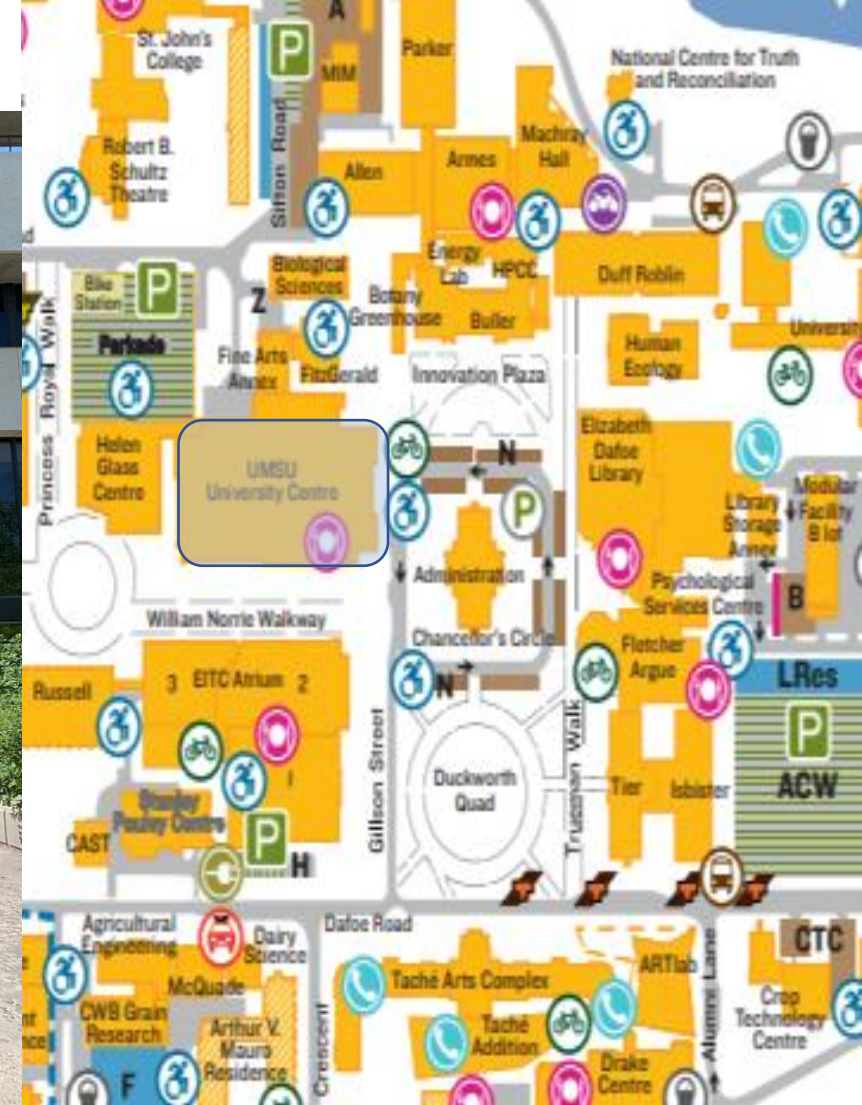 A
St. John's
College
P
MIM
Parker
National Centre for Truth
and Reconciliation
Sifton Road
Robert B.
Schultz
Theatre
Allen
Armes
Machray
Hall
Biological
Sciences
Z
Energy
Lab
HPCC
Duff Roblin
Bike
Station
P
Parkade
Botany
Greenhouse
Buller
Princess Royal Walk
Fine Arts
Annex
FitzGerald
Innovation Plaza
Human
Ecology
Helen
Glass
Centre
UMSU
University Centre
N
P
Elizabeth
Dafoe
Library
Library
Storage
Annex
Modular
Facility
B lot
Administration
Psychological
Services Centre
B
William Norrie Walkway
Chancellor's Circle
N
Fletcher
Argue
Russell
3 EITC Atrium 2
1
LRes
P
ACW
Gillson Street
Duckworth
Quad
Trueman Walk
Tier
Isbister
Stanley
Pauley Centre
CAST
P
H
Agricultural
Engineering
Dairy
Science
Dafoe Road
McQuade
CWB Grain
Research
Arthur V.
Mauro
Residence
F
Crescent
Taché Arts Complex
Taché
Addition
ARTlab
Drake
Centre
Alumni Lane
CTC
Crop
Technology
Centre